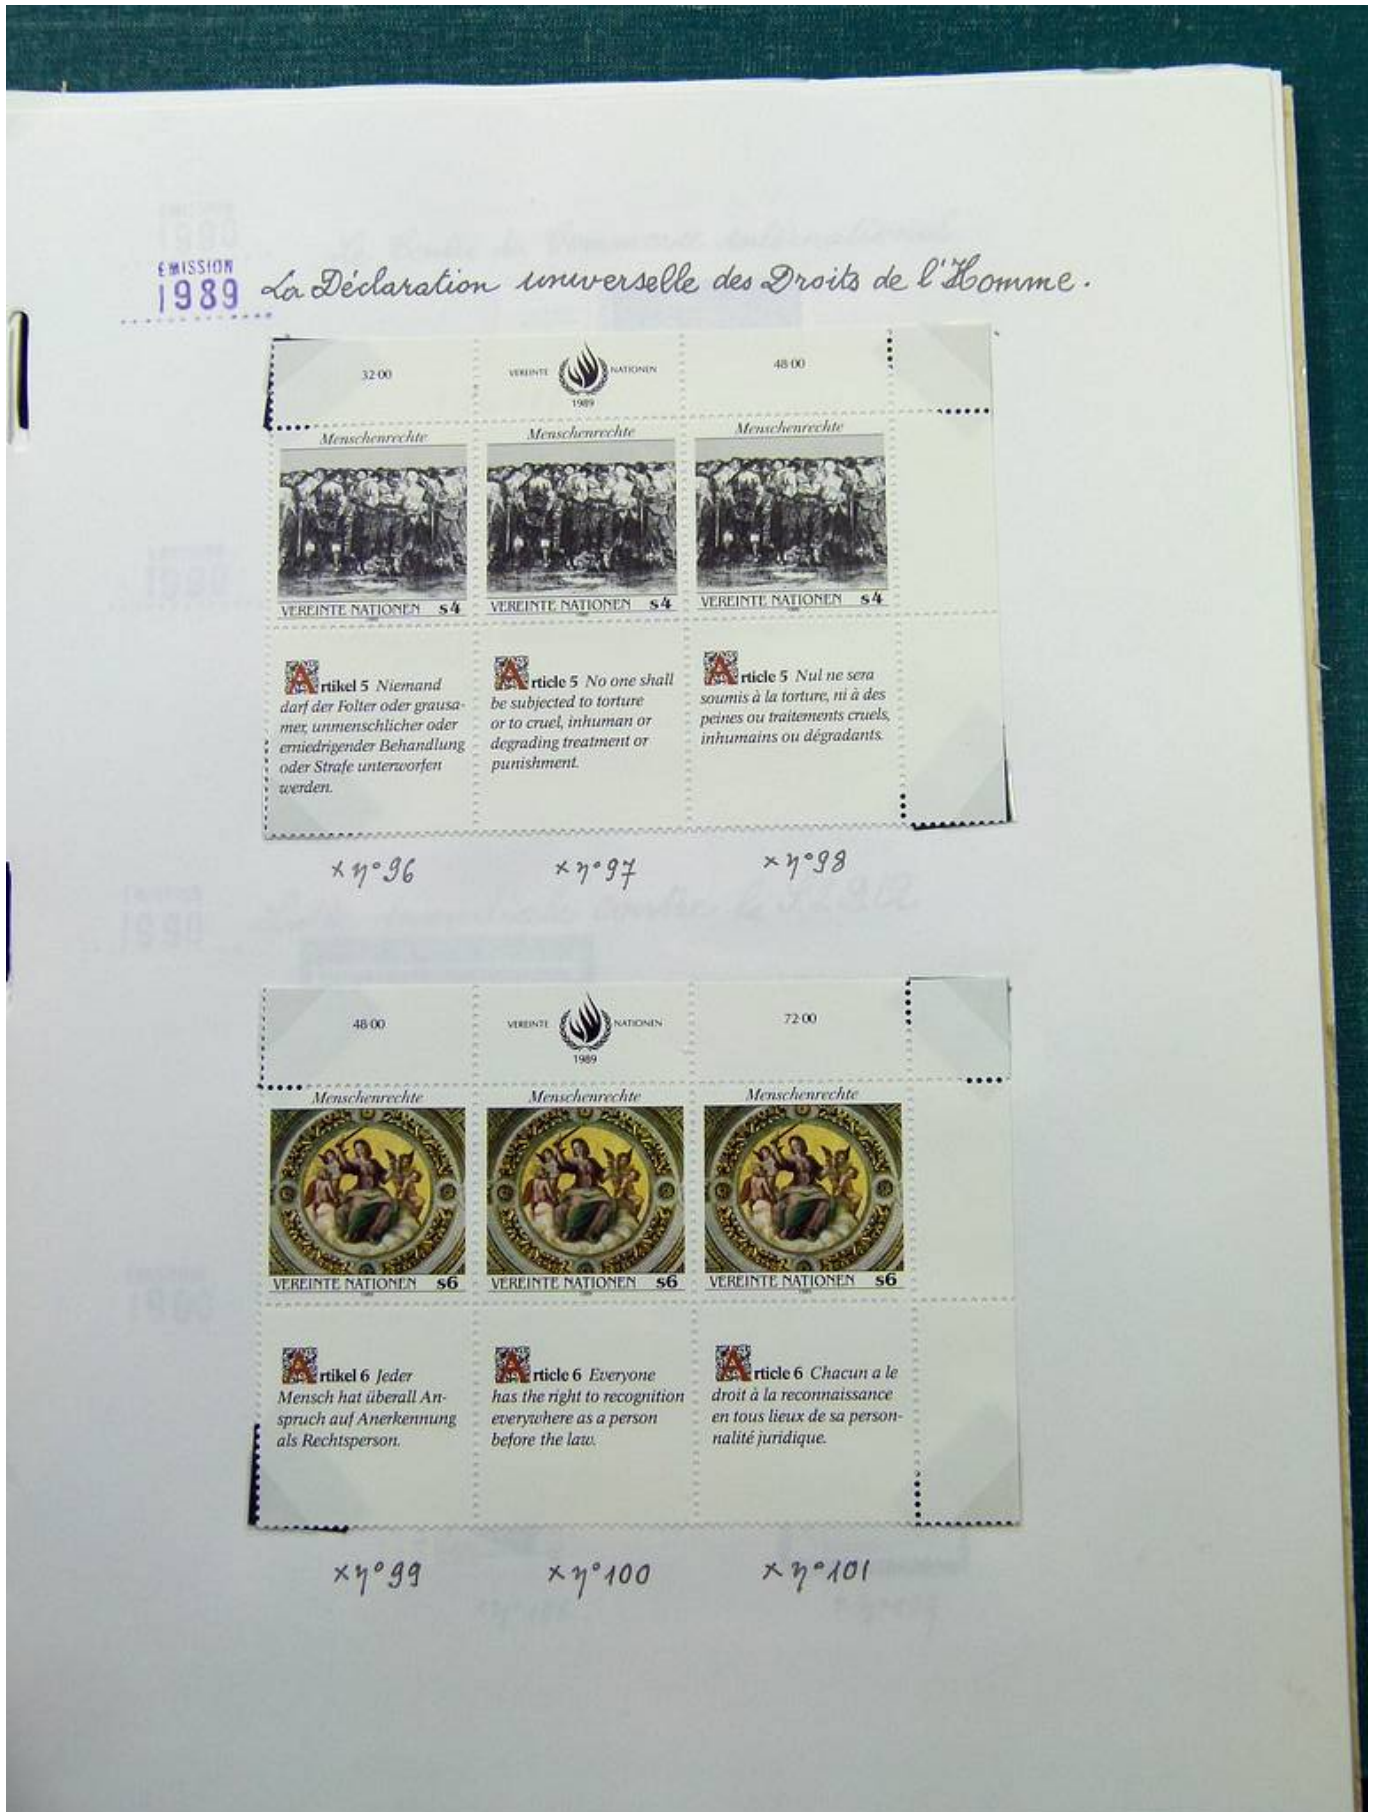 EMISSION
1989
La Déclaration universelle des Droits de l'Homme.
32·00
VEREINTE NATIONEN
1989
48·00
Menschenrechte
Menschenrechte
Menschenrechte
VEREINTE NATIONEN s4
VEREINTE NATIONEN s4
VEREINTE NATIONEN s4
Artikel 5 Niemand
darf der Folter oder grausa-
mer, unmenschlicher oder
erniedrigender Behandlung
oder Strafe unterworfen
werden.
Article 5 No one shall
be subjected to torture
or to cruel, inhuman or
degrading treatment or
punishment.
Article 5 Nul ne sera
soumis à la torture, ni à des
peines ou traitements cruels,
inhumains ou dégradants.
x n°96
x n°97
x n°98
48·00
VEREINTE NATIONEN
1989
72·00
Menschenrechte
Menschenrechte
Menschenrechte
VEREINTE NATIONEN s6
VEREINTE NATIONEN s6
VEREINTE NATIONEN s6
Artikel 6 Jeder
Mensch hat überall An-
spruch auf Anerkennung
als Rechtsperson.
Article 6 Everyone
has the right to recognition
everywhere as a person
before the law.
Article 6 Chacun a le
droit à la reconnaissance
en tous lieux de sa person-
nalité juridique.
x n°99
x n°100
x n°101